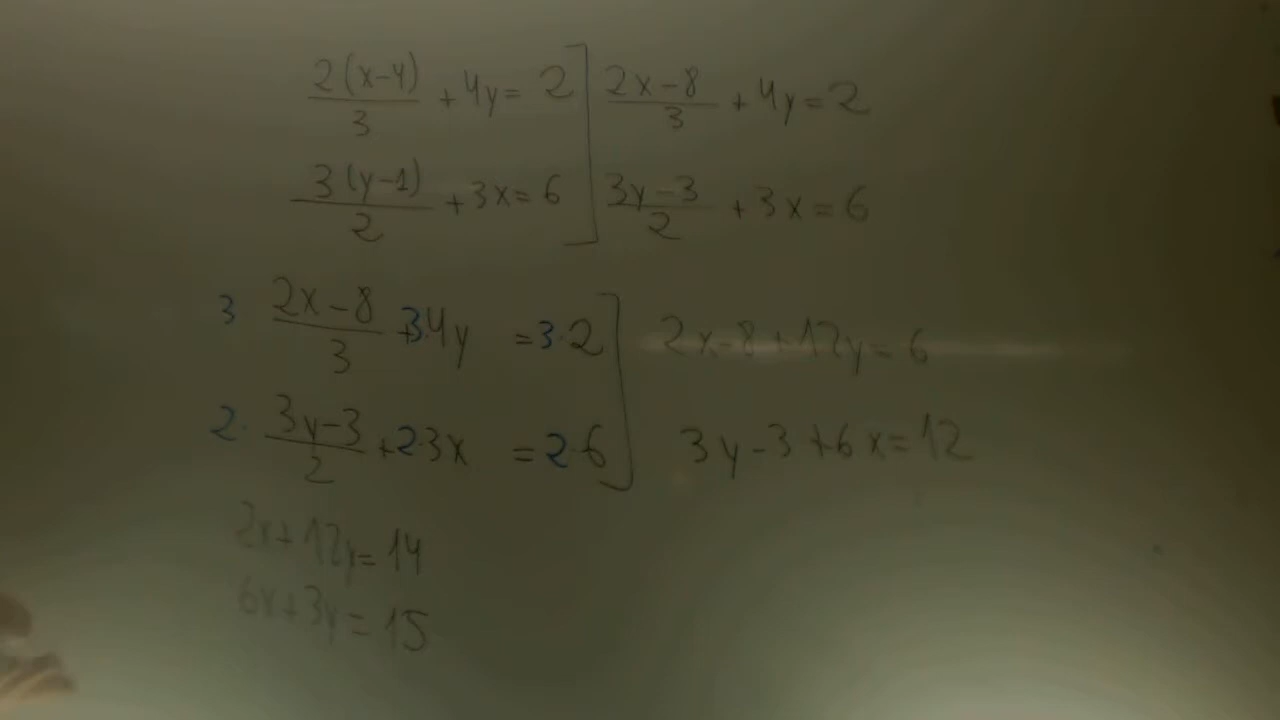 2(x-4)/3 + 4y = 2 ] (2x-8)/3 + 4y = 2
3(y-1)/2 + 3x = 6 ] (3y-3)/2 + 3x = 6
3 (2x-8)/3 + 3·4y = 3·2 ] 2x-8+12y = 6
2· (3y-3)/2 + 2·3x = 2·6 ] 3y-3+6x = 12
2x+12y = 14
6x+3y = 15